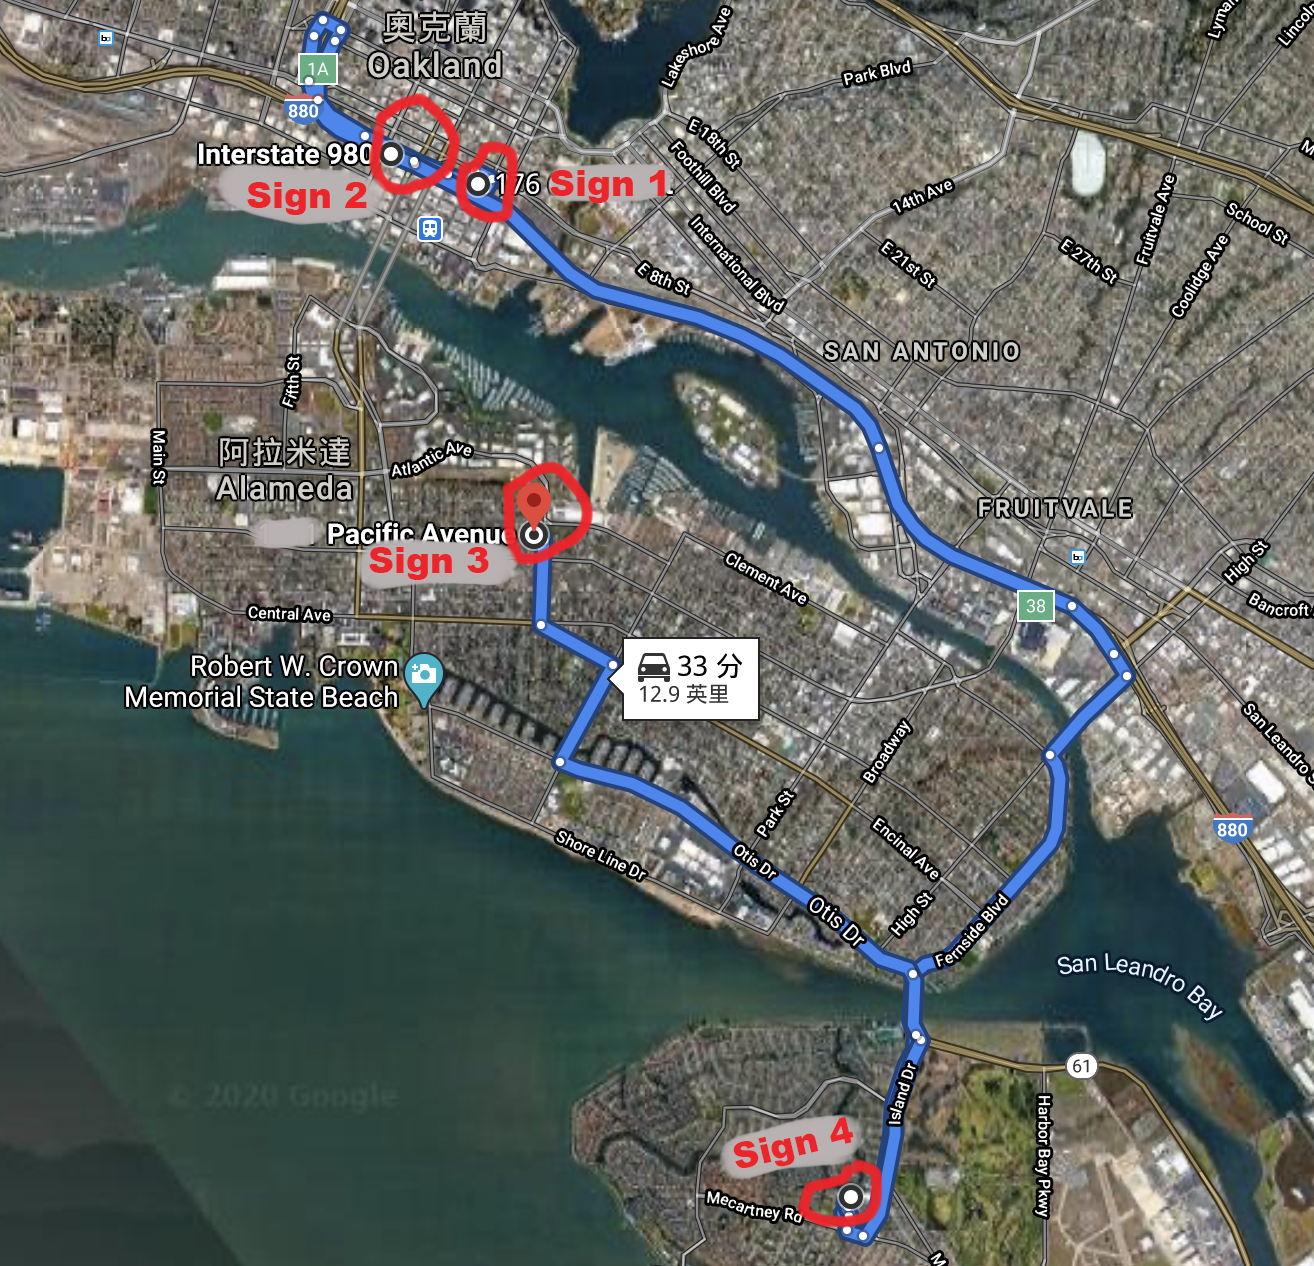 奧克蘭
Oakland
1A
880
Interstate 980
Sign 2
176
Sign 1
Lakeshore Ave
Park Blvd
E 18th St
Foothill Blvd
14th Ave
International Blvd
E 8th St
E 21st St
E 27th St
Fruitvale Ave
Coolidge Ave
School St
SAN ANTONIO
Fifth St
Main St
阿拉米達
Alameda
Atlantic Ave
Pacific Avenue
Sign 3
FRUITVALE
High St
Bancroft
38
Clement Ave
Central Ave
Robert W. Crown
Memorial State Beach
33 分
12.9 英里
San Leandro S
880
Broadway
Park St
Encinal Ave
Shore Line Dr
Otis Dr
Otis Dr
High St
Fernside Blvd
San Leandro Bay
61
Island Dr
Harbor Bay Pkwy
© 2020 Google
Sign 4
Mecartney Rd